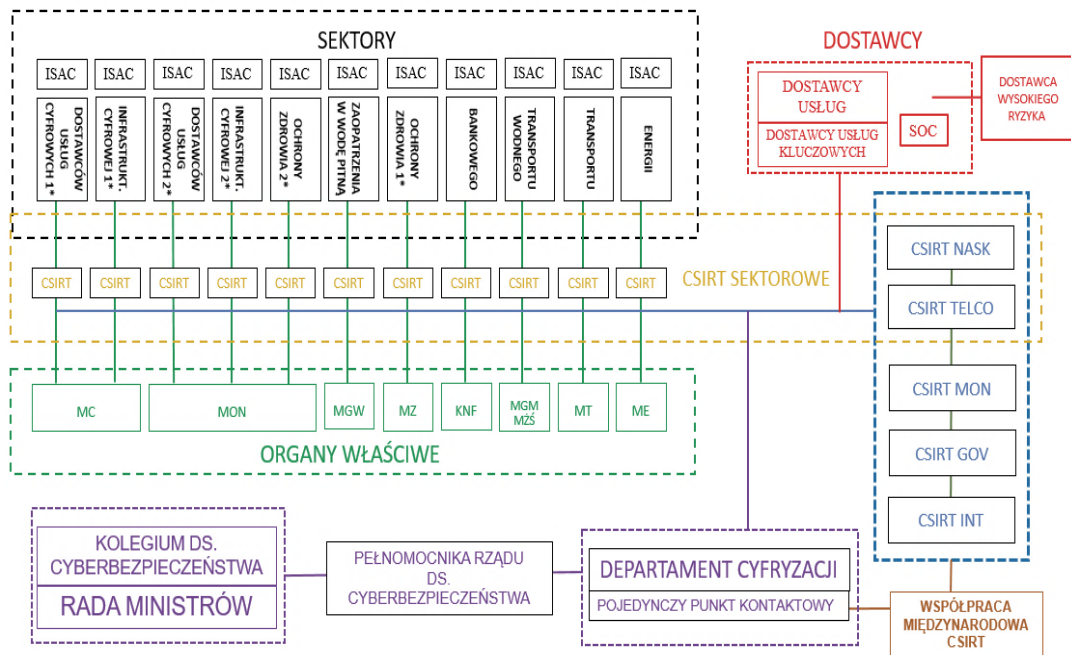 SEKTORY
DOSTAWCY
ISAC
ISAC
ISAC
ISAC
ISAC
ISAC
ISAC
ISAC
ISAC
ISAC
ISAC
DOSTAWCÓW
USŁUG
CYFROWYCH 1*
INFRASTRUKT.
CYFROWEJ 1*
DOSTAWCÓW
USŁUG
CYFROWYCH 2*
INFRASTRUKT.
CYFROWEJ 2*
OCHRONY
ZDROWIA 2*
ZAOPATRZENIA
W WODĘ PITNĄ
OCHRONY
ZDROWIA 1*
BANKOWEGO
TRANSPORTU
WONEGO
TRANSPORTU
ENERGII
DOSTAWCY
USŁUG
DOSTAWCY USŁUG
KLUCZOWYCH
SOC
DOSTAWCA
WYSOKIEGO
RYZYKA
CSIRT
CSIRT
CSIRT
CSIRT
CSIRT
CSIRT
CSIRT
CSIRT
CSIRT
CSIRT
CSIRT
CSIRT SEKTOROWE
CSIRT NASK
CSIRT TELCO
CSIRT MON
CSIRT GOV
CSIRT INT
MC
MON
MGW
MZ
KNF
MGM
MŻŚ
MT
ME
ORGANY WŁAŚCIWE
KOLEGIUM DS.
CYBERBEZPIECZEŃSTWA
RADA MINISTRÓW
PEŁNOMOCNIKA RZĄDU
DS.
CYBERBEZPIECZEŃSTWA
DEPARTAMENT CYFRYZACJI
POJEDYNCZY PUNKT KONTAKTOWY
WSPÓŁPRACA
MIĘDZYNARODOWA
CSIRT